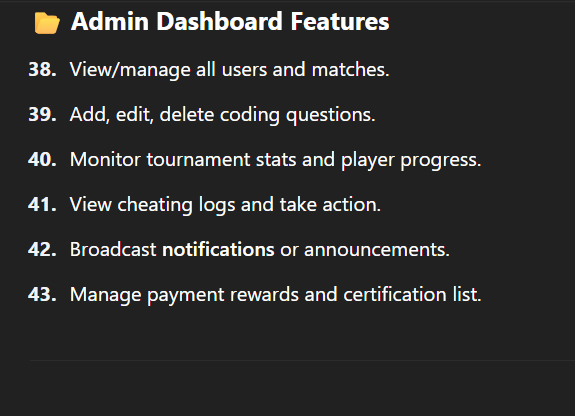 Admin Dashboard Features
38. View/manage all users and matches.
39. Add, edit, delete coding questions.
40. Monitor tournament stats and player progress.
41. View cheating logs and take action.
42. Broadcast notifications or announcements.
43. Manage payment rewards and certification list.